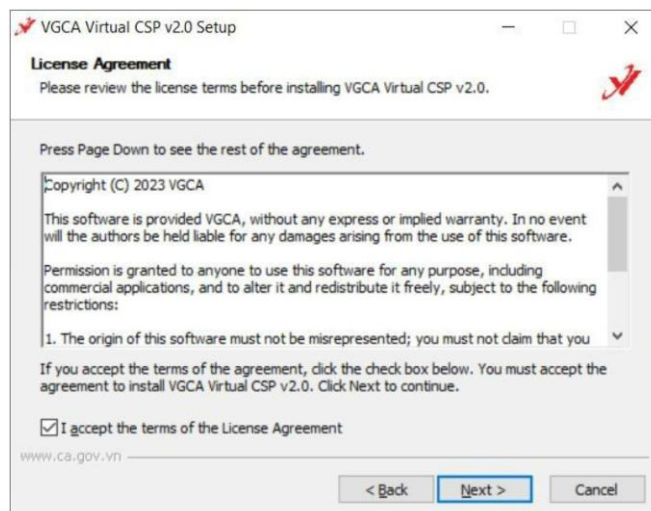 VGCA Virtual CSP v2.0 Setup
License Agreement
Please review the license terms before installing VGCA Virtual CSP v2.0.
Press Page Down to see the rest of the agreement.
Copyright (C) 2023 VGCA
This software is provided VGCA, without any express or implied warranty. In no event
will the authors be held liable for any damages arising from the use of this software.
Permission is granted to anyone to use this software for any purpose, including
commercial applications, and to alter it and redistribute it freely, subject to the following
restrictions:
1. The origin of this software must not be misrepresented; you must not claim that you
If you accept the terms of the agreement, click the check box below. You must accept the
agreement to install VGCA Virtual CSP v2.0. Click Next to continue.
I accept the terms of the License Agreement
www.ca.gov.vn
< Back Next > Cancel